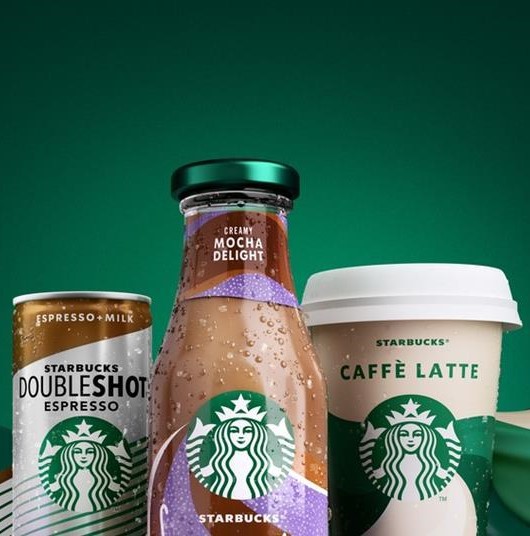 CREAMY
MOCHA
DELIGHT
ESPRESSO+MILK
STARBUCKS
DOUBLESHOT
ESPRESSO
STARBUCKS®
STARBUCKS®
CAFFÈ LATTE
TM